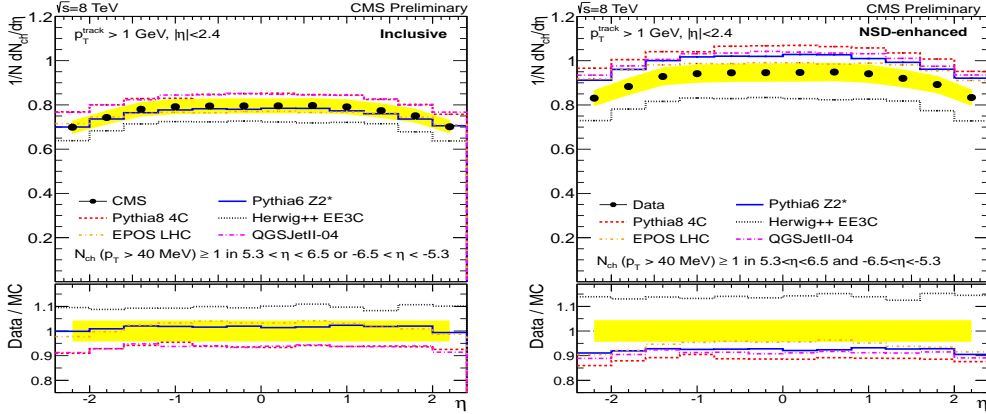 √s=8 TeV CMS Preliminary
1/N dN_ch/dη
p_T^track > 1 GeV, |η|<2.4 Inclusive
1.2
1
0.8
0.6
0.4
0.2
CMS Pythia6 Z2*
Pythia8 4C Herwig++ EE3C
EPOS LHC QGSJetII-04
N_ch (p_T > 40 MeV) ≥ 1 in 5.3 < η < 6.5 or -6.5 < η < -5.3
Data / MC
1.1
1
0.9
0.8
-2 -1 0 1 2 η
√s=8 TeV CMS Preliminary
1/N dN_ch/dη
p_T^track > 1 GeV, |η|<2.4 NSD-enhanced
1.2
1
0.8
0.6
0.4
0.2
Data Pythia6 Z2*
Pythia8 4C Herwig++ EE3C
EPOS LHC QGSJetII-04
N_ch (p_T > 40 MeV) ≥ 1 in 5.3<η<6.5 and -6.5<η<-5.3
Data / MC
1.1
1
0.9
0.8
-2 -1 0 1 2 η